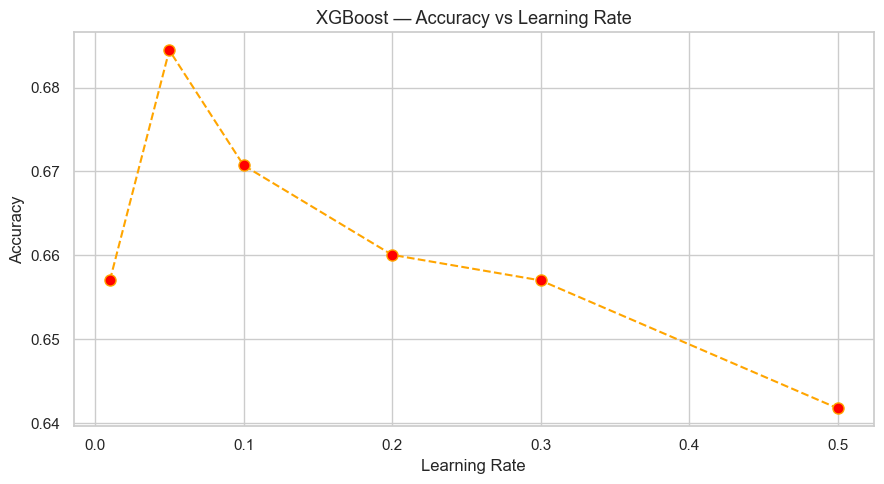 XGBoost — Accuracy vs Learning Rate
Accuracy
0.68
0.67
0.66
0.65
0.64
0.0 0.1 0.2 0.3 0.4 0.5
Learning Rate